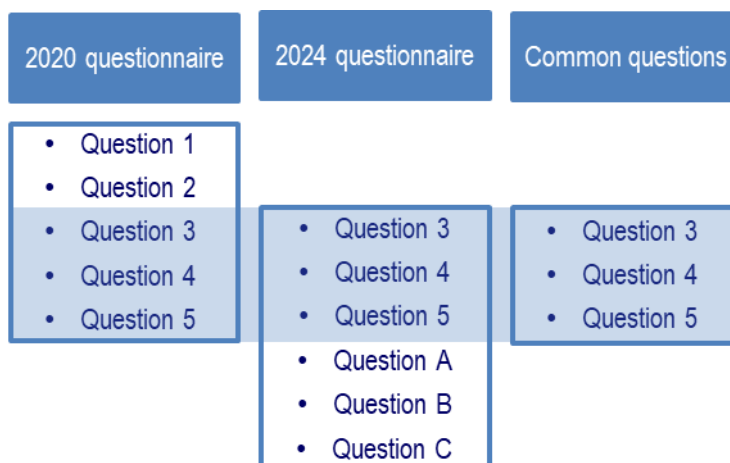 2020 questionnaire
2024 questionnaire
Common questions
• Question 1
• Question 2
• Question 3
• Question 4
• Question 5
• Question 3
• Question 4
• Question 5
• Question A
• Question B
• Question C
• Question 3
• Question 4
• Question 5